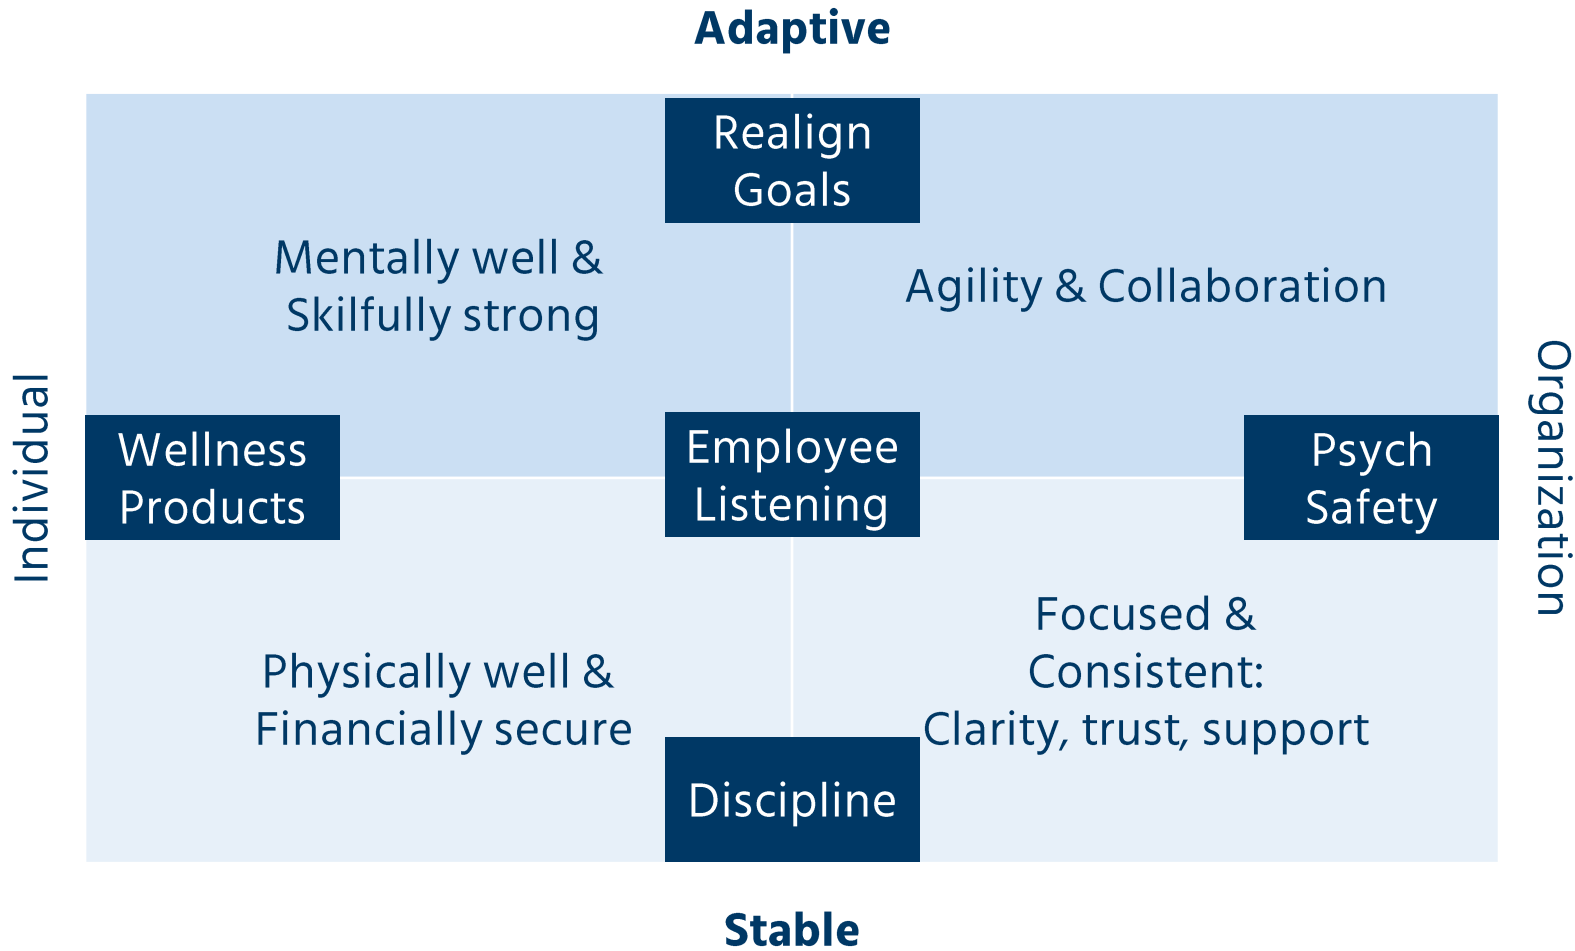 Adaptive
Realign
Goals
Mentally well &
Skilfully strong
Agility & Collaboration
Individual
Wellness
Products
Employee
Listening
Psych
Safety
Organization
Physically well &
Financially secure
Focused &
Consistent:
Clarity, trust, support
Discipline
Stable